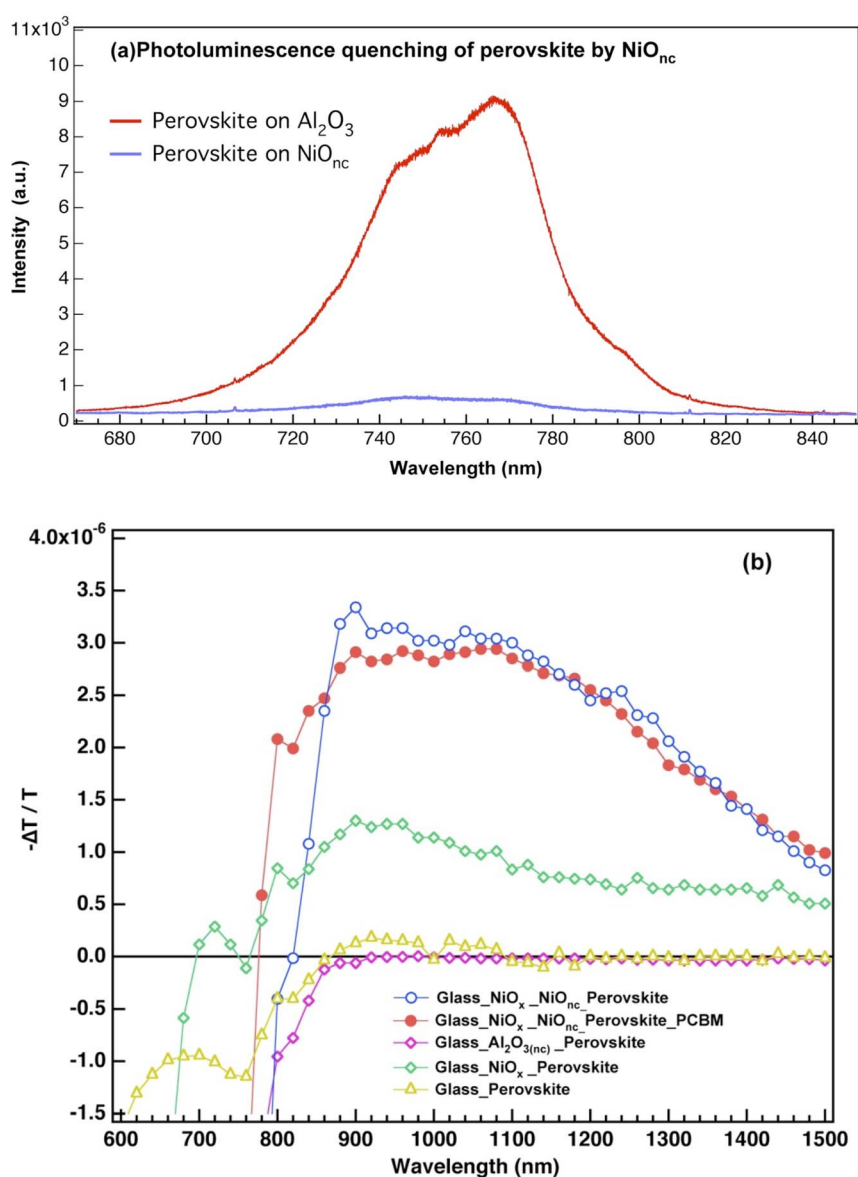 11x10³
(a)Photoluminescence quenching of perovskite by NiOnc
10
9
8
7
6
5
4
3
2
1
0
Intensity (a.u.)
Perovskite on Al₂O₃
Perovskite on NiOnc
680 700 720 740 760 780 800 820 840
Wavelength (nm)
4.0x10⁻⁶
(b)
3.5
3.0
2.5
2.0
1.5
1.0
0.5
0.0
-0.5
-1.0
-1.5
-ΔT / T
Glass_NiOx _NiOnc_Perovskite
Glass_NiOx _NiOnc_Perovskite_PCBM
Glass_Al₂O₃(nc) _Perovskite
Glass_NiOx _Perovskite
Glass_Perovskite
600 700 800 900 1000 1100 1200 1300 1400 1500
Wavelength (nm)